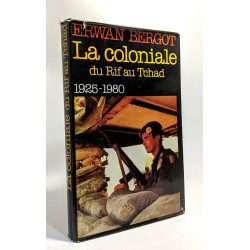 ERWAN BERGOT
La coloniale
du Rif au Tchad
1925-1980
La coloniale du Rif au Tchad